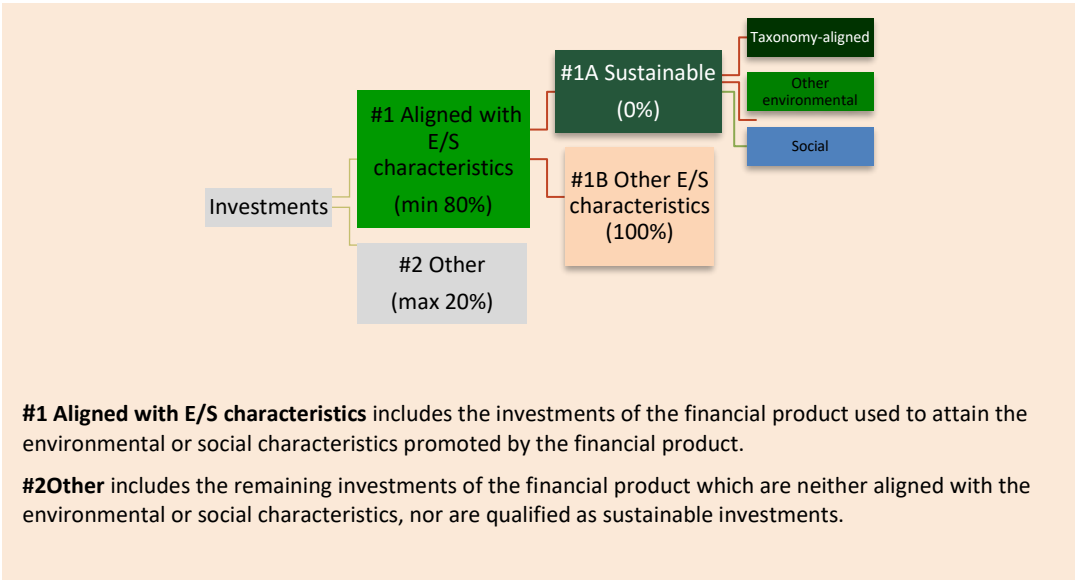 Investments
#1 Aligned with
E/S
characteristics
(min 80%)
#2 Other
(max 20%)
#1A Sustainable
(0%)
#1B Other E/S
characteristics
(100%)
Taxonomy-aligned
Other
environmental
Social
#1 Aligned with E/S characteristics includes the investments of the financial product used to attain the
environmental or social characteristics promoted by the financial product.
#2Other includes the remaining investments of the financial product which are neither aligned with the
environmental or social characteristics, nor are qualified as sustainable investments.